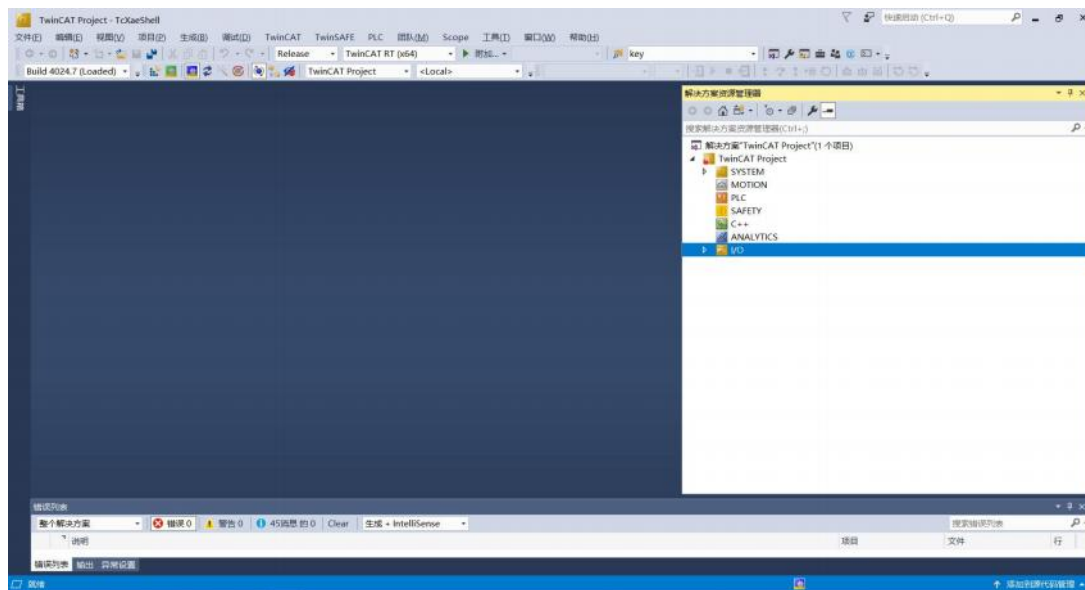 TwinCAT Project - TcXaeShell
快速启动 (Ctrl+Q)
文件(F) 编辑(E) 视图(V) 项目(P) 生成(B) 调试(D) TwinCAT TwinSAFE PLC 团队(M) Scope 工具(T) 窗口(W) 帮助(H)
Release TwinCAT RT (x64) 附加... key
Build 4024.7 (Loaded) TwinCAT Project <Local>
工具箱
解决方案资源管理器
搜索解决方案资源管理器(Ctrl+;)
解决方案"TwinCAT Project"(1 个项目)
TwinCAT Project
SYSTEM
MOTION
PLC
SAFETY
C++
ANALYTICS
I/O
错误列表
整个解决方案 错误 0 警告 0 45消息 的 0 Clear 生成 + IntelliSense 搜索错误列表
说明 项目 文件 行
错误列表 输出 异常设置
就绪 添加到源代码管理